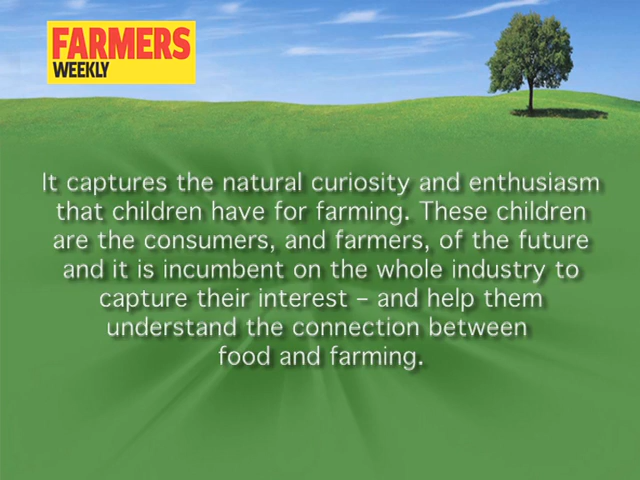 FARMERS
WEEKLY
It captures the natural curiosity and enthusiasm
that children have for farming. These children
are the consumers, and farmers, of the future
and it is incumbent on the whole industry to
capture their interest – and help them
understand the connection between
food and farming.